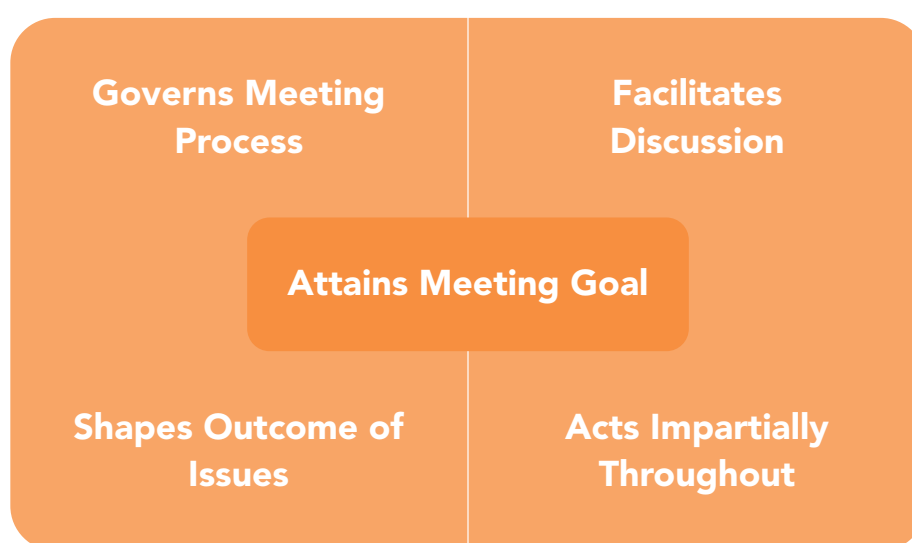 Governs Meeting
Process
Facilitates
Discussion
Attains Meeting Goal
Shapes Outcome of
Issues
Acts Impartially
Throughout